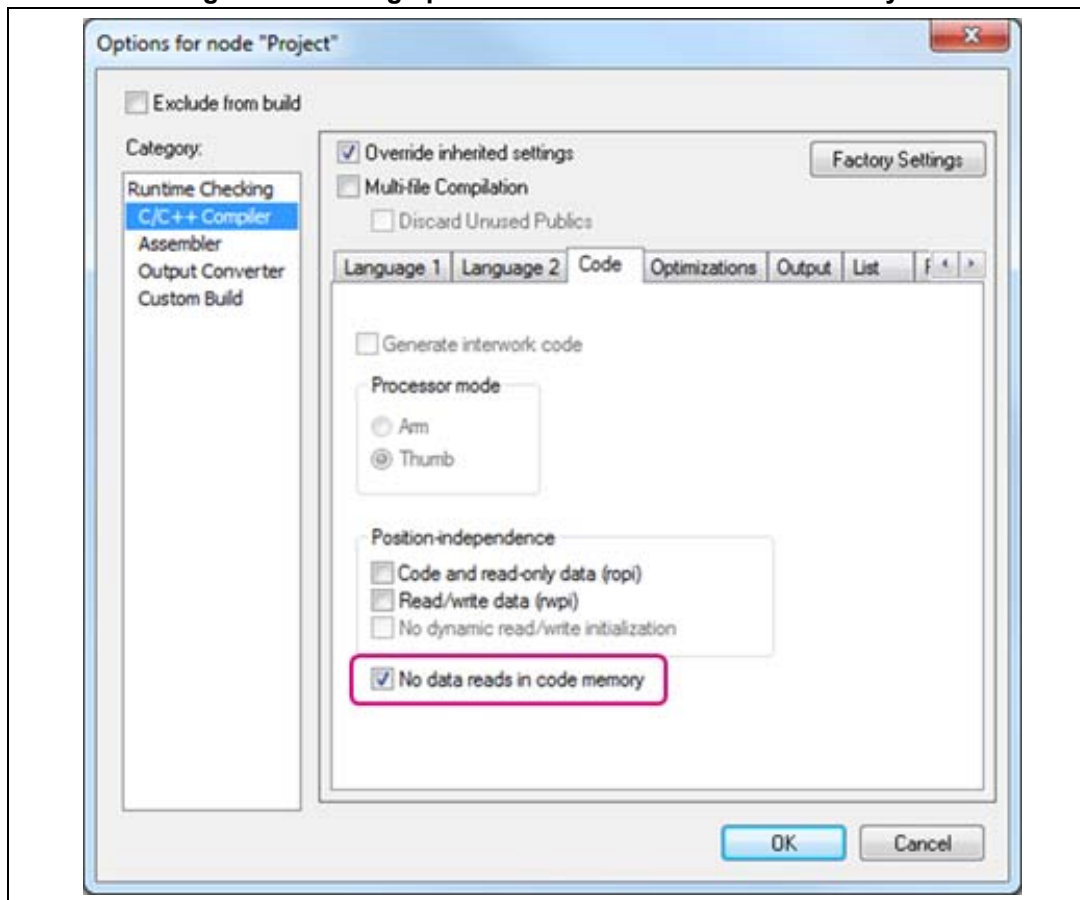 Options for node "Project"
Exclude from build
Category:
Runtime Checking
C/C++ Compiler
Assembler
Output Converter
Custom Build
Override inherited settings
Factory Settings
Multi-file Compilation
Discard Unused Publics
Language 1 Language 2 Code Optimizations Output List
Generate interwork code
Processor mode
Arm
Thumb
Position-independence
Code and read-only data (ropi)
Read/write data (rwpi)
No dynamic read/write initialization
No data reads in code memory
OK Cancel